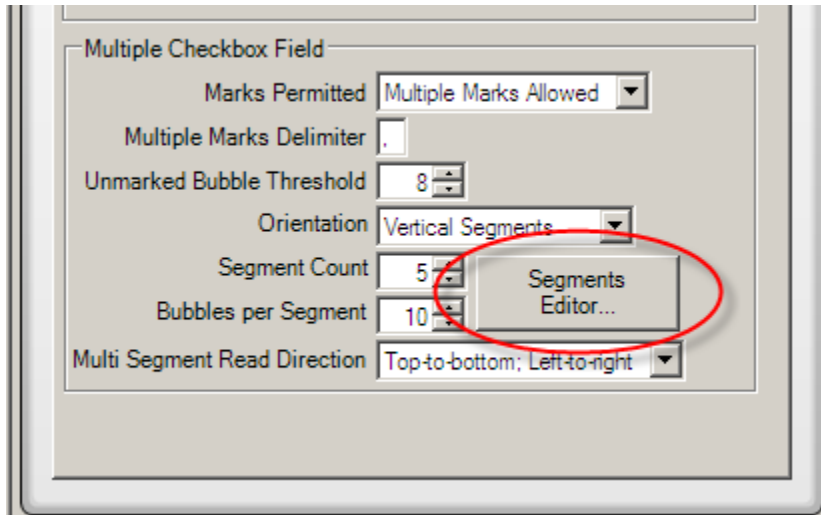 Multiple Checkbox Field
Marks Permitted Multiple Marks Allowed
Multiple Marks Delimiter ,
Unmarked Bubble Threshold 8
Orientation Vertical Segments
Segment Count 5
Segments
Editor...
Bubbles per Segment 10
Multi Segment Read Direction Top-to-bottom; Left-to-right